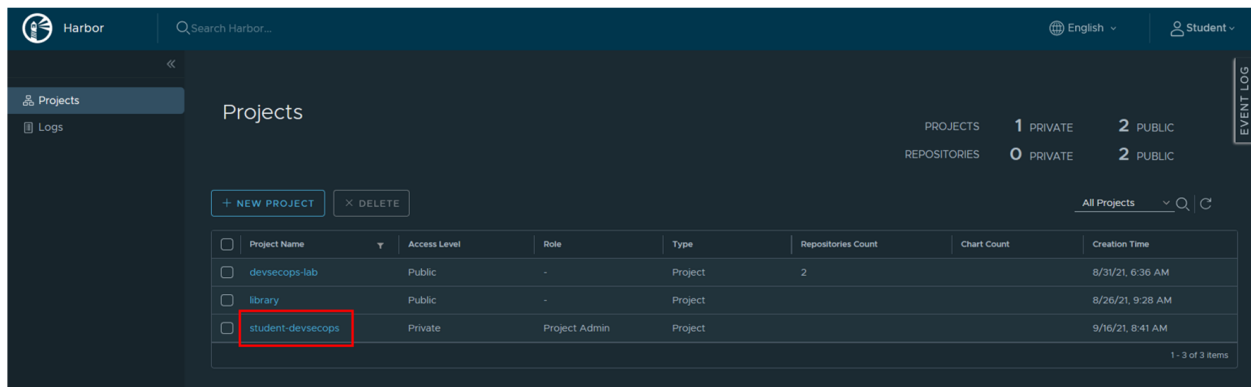 Harbor Search Harbor... English Student
EVENT LOG
Projects
Logs
Projects
PROJECTS 1 PRIVATE 2 PUBLIC
REPOSITORIES 0 PRIVATE 2 PUBLIC
+ NEW PROJECT × DELETE All Projects
Project Name Access Level Role Type Repositories Count Chart Count Creation Time
devsecops-lab Public - Project 2 8/31/21, 6:36 AM
library Public - Project 8/26/21, 9:28 AM
student-devsecops Private Project Admin Project 9/16/21, 8:41 AM
1 - 3 of 3 items